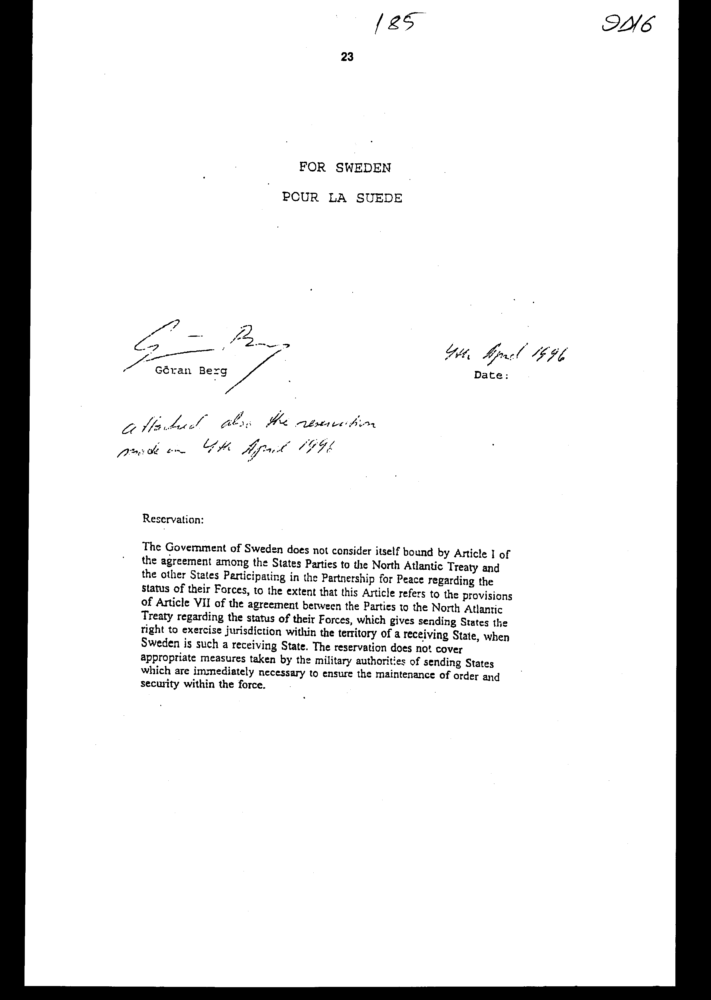 185
23
FOR SWEDEN
POUR LA SUEDE
4th April 1996
Göran Berg
Date:
attached also the reservation
made on 4th April 1996
Reservation:
The Government of Sweden does not consider itself bound by Article I of
the agreement among the States Parties to the North Atlantic Treaty and
the other States Participating in the Partnership for Peace regarding the
status of their Forces, to the extent that this Article refers to the provisions
of Article VII of the agreement between the Parties to the North Atlantic
Treaty regarding the status of their Forces, which gives sending States the
right to exercise jurisdiction within the territory of a receiving State, when
Sweden is such a receiving State. The reservation does not cover
appropriate measures taken by the military authorities of sending States
which are immediately necessary to ensure the maintenance of order and
security within the force.